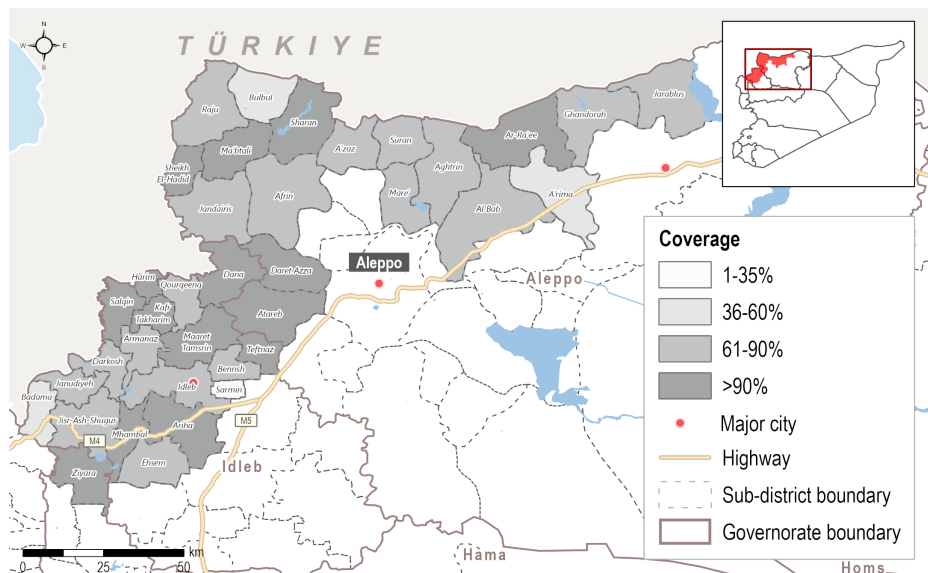 N
W
E
S
TÜRKİYE
Raju
Bulbul
Sharan
Ma'btali
Sheikh
El-Hadid
Jandairis
Afrin
A'zaz
Suran
Mare'
Aghtrin
Ar-Ra'ee
Ghandorah
Jarablus
Al Bab
A'rima
Aleppo
Aleppo
Dana
Daret Azza
Atareb
Hārim
Qourqeena
Salqin
Kafr
Takharim
Armanaz
Maaret
Tamsrin
Teftnaz
Darkosh
Bennsh
Janudiyeh
Idleb
Sarmin
Badama
Jisr-Ash-Shugur
Mhambal
Ariha
M4
M5
Ziyara
Ehsem
Idleb
Hama
Homs
Coverage
1-35%
36-60%
61-90%
>90%
Major city
Highway
Sub-district boundary
Governorate boundary
km
0
25
50